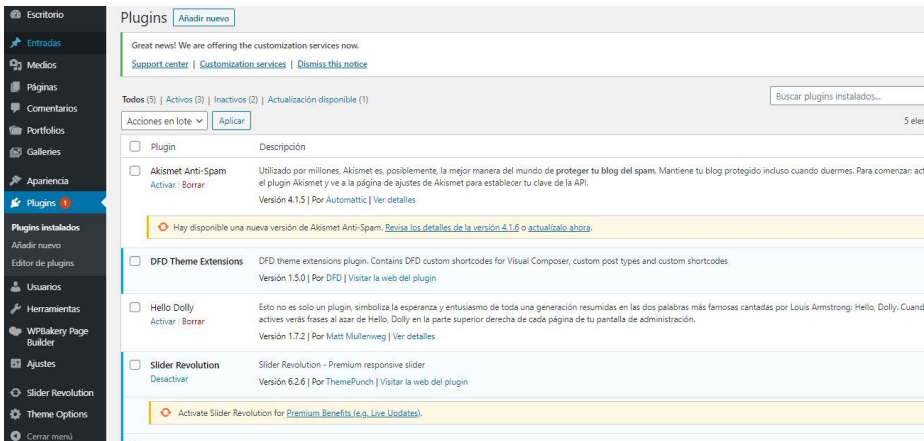 Escritorio
Entradas
Medios
Páginas
Comentarios
Portfolios
Galleries
Apariencia
Plugins 1
Plugins instalados
Añadir nuevo
Editor de plugins
Usuarios
Herramientas
WPBakery Page
Builder
Ajustes
Slider Revolution
Theme Options
Cerrar menú
Plugins Añadir nuevo
Great news! We are offering the customization services now.
Support center | Customization services | Dismiss this notice
Todos (5) | Activos (3) | Inactivos (2) | Actualización disponible (1)
Buscar plugins instalados...
Acciones en lote Aplicar
5 eler
Plugin Descripción
Akismet Anti-Spam
Activar | Borrar
Utilizado por millones, Akismet es, posiblemente, la mejor manera del mundo de proteger tu blog del spam. Mantiene tu blog protegido incluso cuando duermes. Para comenzar: act
el plugin Akismet y ve a la página de ajustes de Akismet para establecer tu clave de la API.
Versión 4.1.5 | Por Automattic | Ver detalles
Hay disponible una nueva versión de Akismet Anti-Spam. Revisa los detalles de la versión 4.1.6 o actualízalo ahora.
DFD Theme Extensions
DFD theme extensions plugin. Contains DFD custom shortcodes for Visual Composer, custom post types and custom shortcodes
Versión 1.5.0 | Por DFD | Visitar la web del plugin
Hello Dolly
Activar | Borrar
Esto no es solo un plugin, simboliza la esperanza y entusiasmo de toda una generación resumidas en las dos palabras más famosas cantadas por Louis Armstrong: Hello, Dolly. Cuand
actives verás frases al azar de Hello, Dolly en la parte superior derecha de cada página de tu pantalla de administración.
Versión 1.7.2 | Por Matt Mullenweg | Ver detalles
Slider Revolution
Desactivar
Slider Revolution - Premium responsive slider
Versión 6.2.6 | Por ThemePunch | Visitar la web del plugin
Activate Slider Revolution for Premium Benefits (e.g. Live Updates).